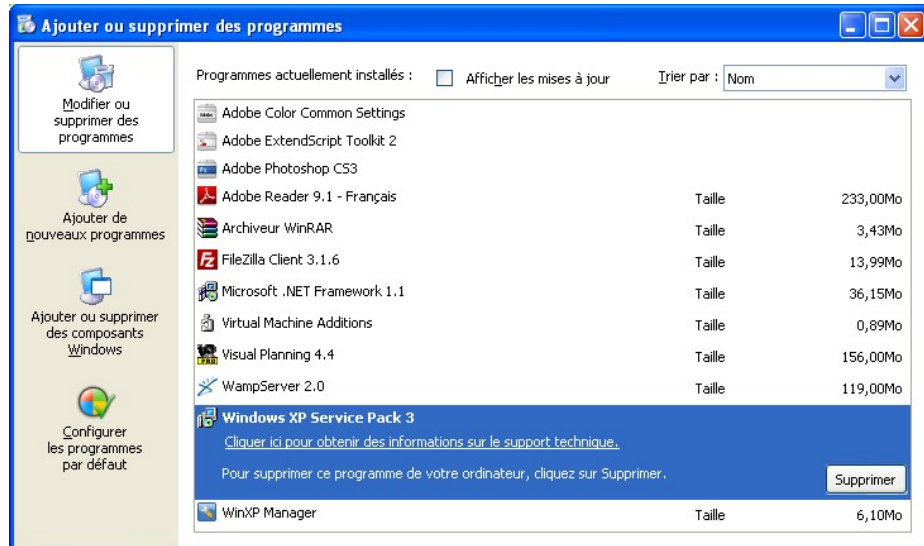 Ajouter ou supprimer des programmes
Modifier ou
supprimer des
programmes
Ajouter de
nouveaux programmes
Ajouter ou supprimer
des composants
Windows
Configurer
les programmes
par défaut
Programmes actuellement installés : Afficher les mises à jour Trier par : Nom
Adobe Color Common Settings
Adobe ExtendScript Toolkit 2
Adobe Photoshop CS3
Adobe Reader 9.1 - Français Taille 233,00Mo
Archiveur WinRAR Taille 3,43Mo
FileZilla Client 3.1.6 Taille 13,99Mo
Microsoft .NET Framework 1.1 Taille 36,15Mo
Virtual Machine Additions Taille 0,89Mo
Visual Planning 4.4 Taille 156,00Mo
WampServer 2.0 Taille 119,00Mo
Windows XP Service Pack 3
Cliquer ici pour obtenir des informations sur le support technique.
Pour supprimer ce programme de votre ordinateur, cliquez sur Supprimer. Supprimer
WinXP Manager Taille 6,10Mo